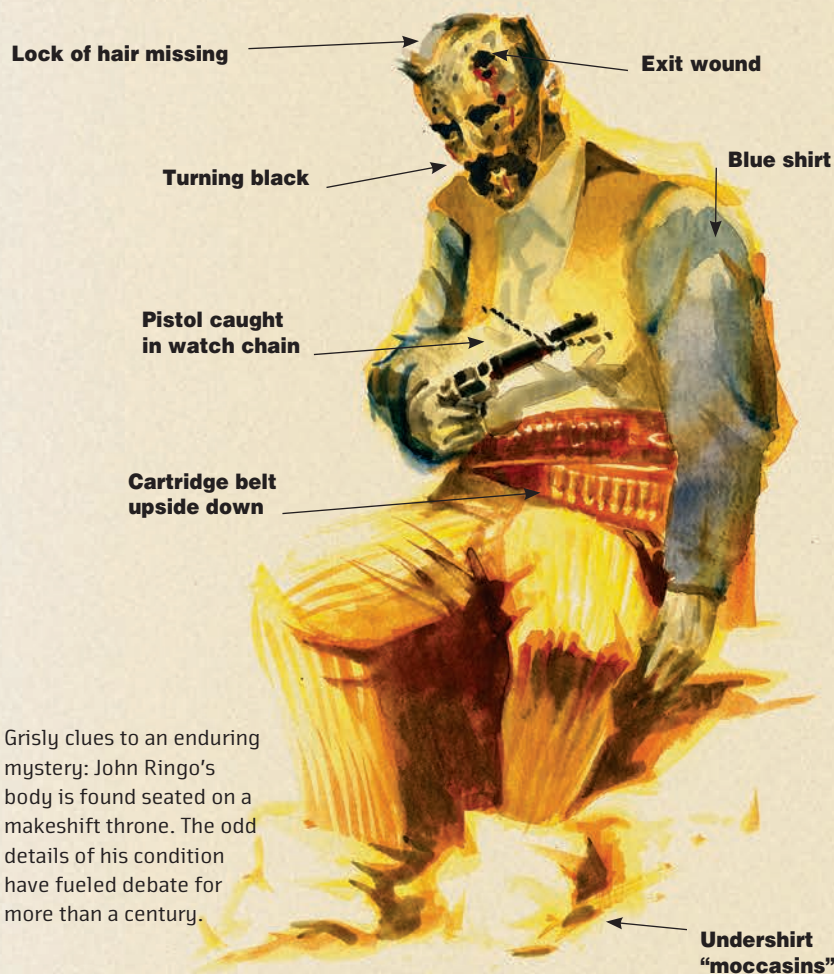 Lock of hair missing
Exit wound
Turning black
Blue shirt
Pistol caught
in watch chain
Cartridge belt
upside down
Grisly clues to an enduring
mystery: John Ringo's
body is found seated on a
makeshift throne. The odd
details of his condition
have fueled debate for
more than a century.
Undershirt
“moccasins”